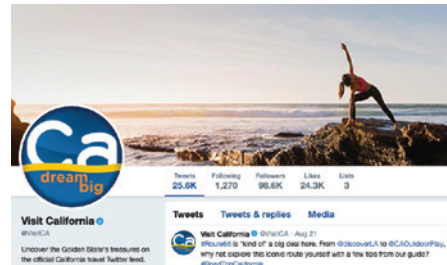 Ca
dream
big
Tweets Following Followers Likes Lists
25.6K 1,270 98.6K 24.3K 3
Visit California
@VisitCA
Uncover the Golden State's treasures on
the official California travel Twitter feed.
Tweets Tweets & replies Media
Visit California @VisitCA · Aug 21
#Route66 is "kind of" a big deal here. From @discoverLA to @CAOutdoorPlay,
why not explore this iconic route yourself with a few tips from our guide?
#RoadTripCalifornia